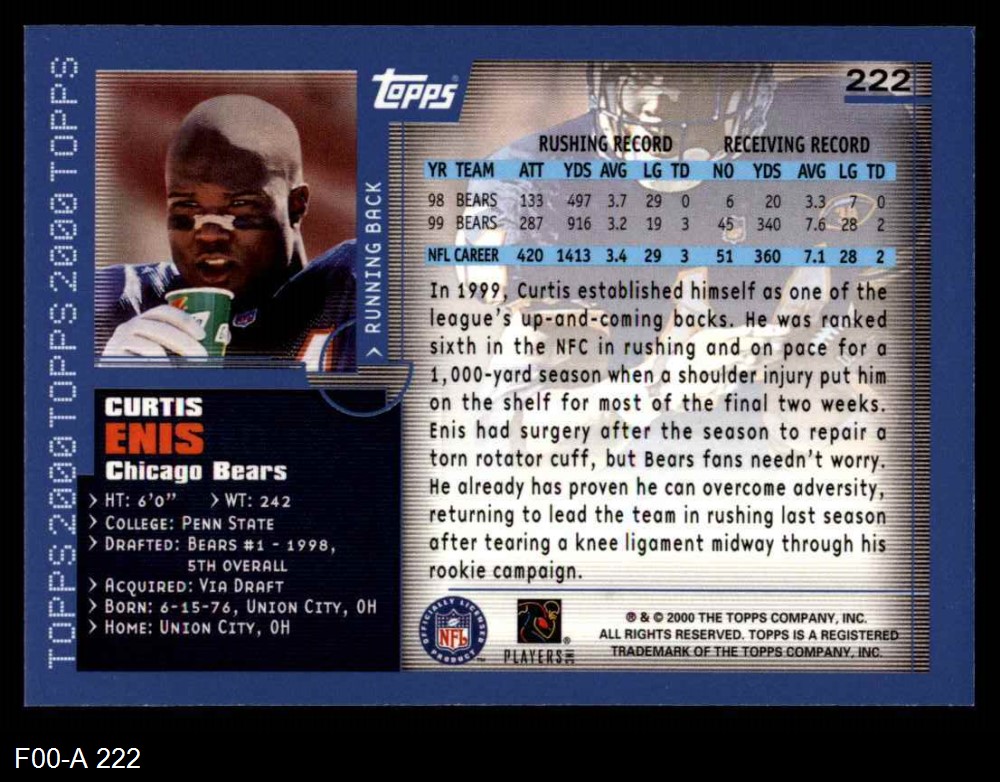 TOPPS2000TOPPS2000TOPPS
Topps®
222
> RUNNING BACK
RUSHING RECORD RECEIVING RECORD
YR TEAM ATT YDS AVG LG TD NO YDS AVG LG TD
98 BEARS 133 497 3.7 29 0 6 20 3.3 7 0
99 BEARS 287 916 3.2 19 3 45 340 7.6 28 2
NFL CAREER 420 1413 3.4 29 3 51 360 7.1 28 2
In 1999, Curtis established himself as one of the
league's up-and-coming backs. He was ranked
sixth in the NFC in rushing and on pace for a
1,000-yard season when a shoulder injury put him
on the shelf for most of the final two weeks.
Enis had surgery after the season to repair a
torn rotator cuff, but Bears fans needn't worry.
He already has proven he can overcome adversity,
returning to lead the team in rushing last season
after tearing a knee ligament midway through his
rookie campaign.
CURTIS
ENIS
Chicago Bears
> HT: 6'0" > WT: 242
> COLLEGE: PENN STATE
> DRAFTED: BEARS #1 - 1998,
5TH OVERALL
> ACQUIRED: VIA DRAFT
> BORN: 6-15-76, UNION CITY, OH
> HOME: UNION CITY, OH
OFFICIALLY LICENSED
NFL
PRODUCT™
PLAYERS INC ®
® & © 2000 THE TOPPS COMPANY, INC.
ALL RIGHTS RESERVED. TOPPS IS A REGISTERED
TRADEMARK OF THE TOPPS COMPANY, INC.
F00-A 222